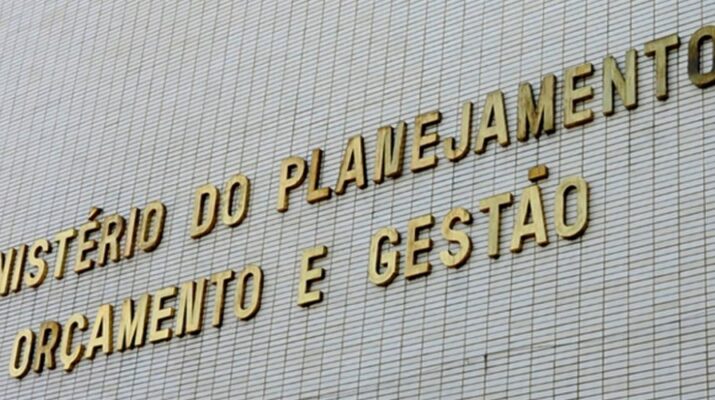 NISTÉRIO DO PLANEJAMENTO
ORÇAMENTO E GESTÃO